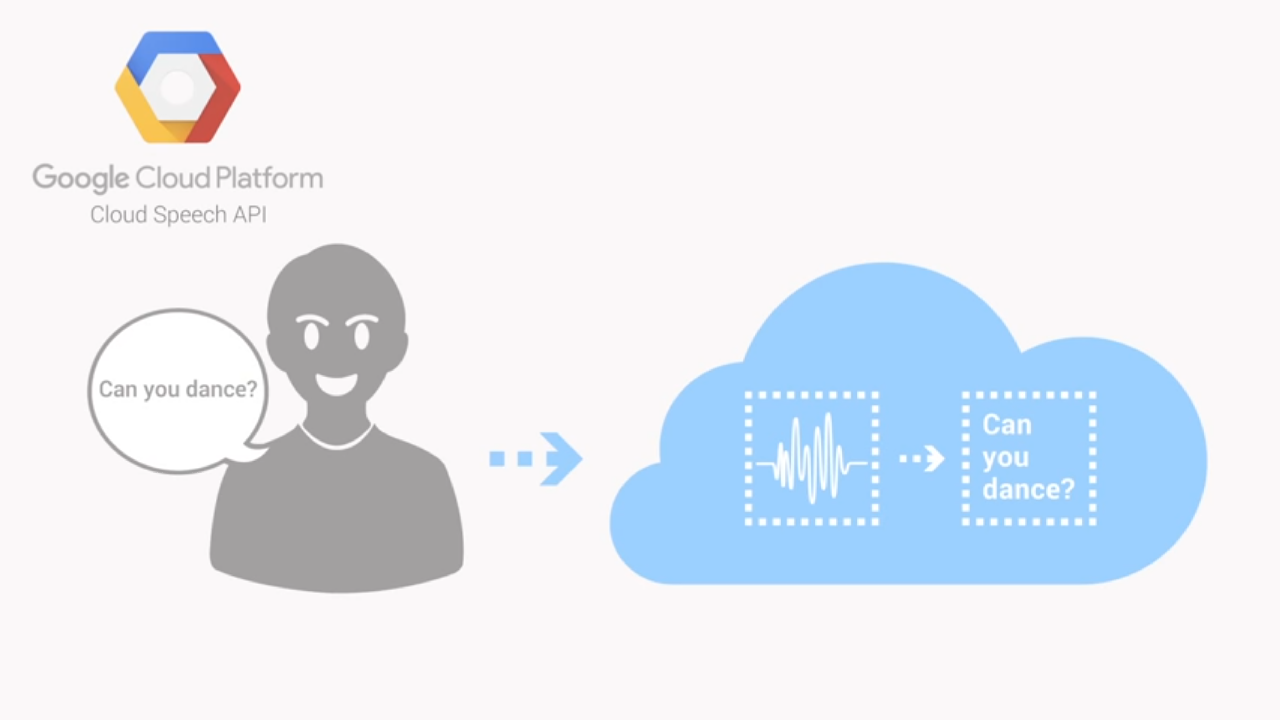 Google Cloud Platform
Cloud Speech API
Can you dance?
Can
you
dance?